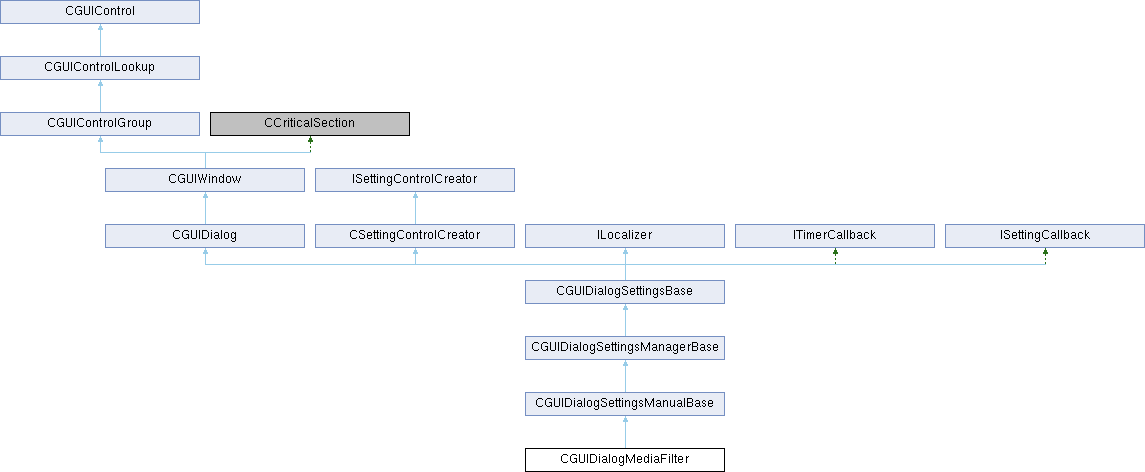 CGUIControl
CGUIControlLookup
CGUIControlGroup
CCriticalSection
CGUIWindow
ISettingControlCreator
CGUIDialog
CSettingControlCreator
ILocalizer
ITimerCallback
ISettingCallback
CGUIDialogSettingsBase
CGUIDialogSettingsManagerBase
CGUIDialogSettingsManualBase
CGUIDialogMediaFilter